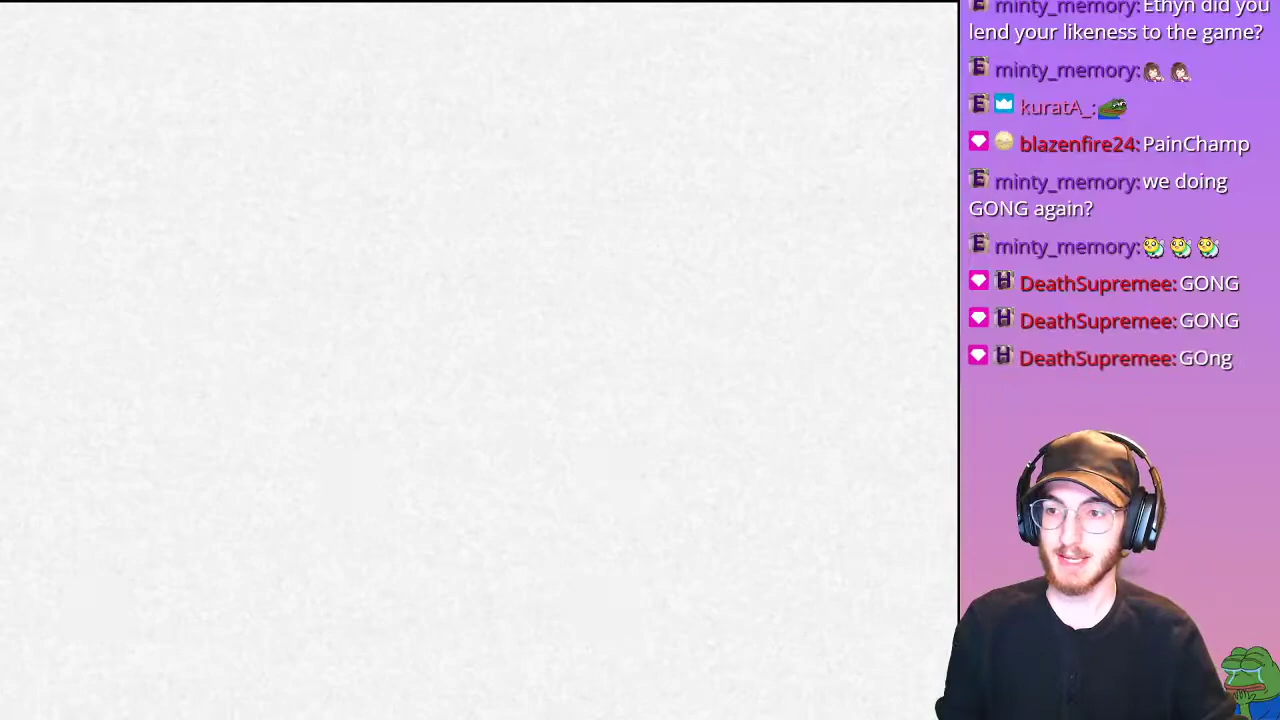 minty_memory: Ethyn did you
lend your likeness to the game?
minty_memory:
kuratA_:
blazenfire24: PainChamp
minty_memory: we doing
GONG again?
minty_memory:
DeathSupremee: GONG
DeathSupremee: GONG
DeathSupremee: GOng